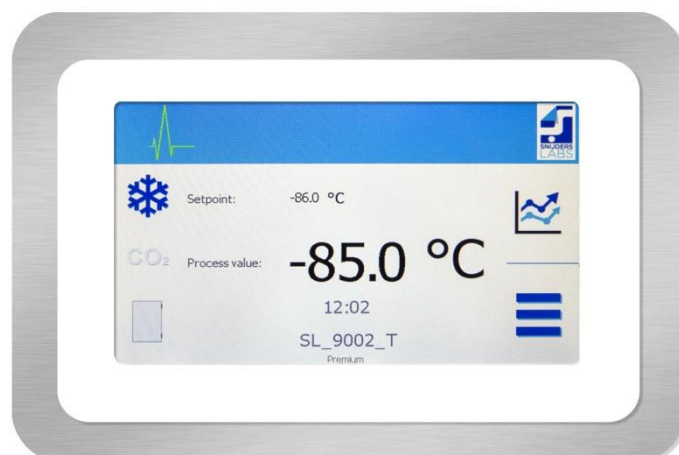 SNIJDERS
LABS
Setpoint: -86.0 °C
CO₂
Process value: -85.0 °C
12:02
SL_9002_T
Premium